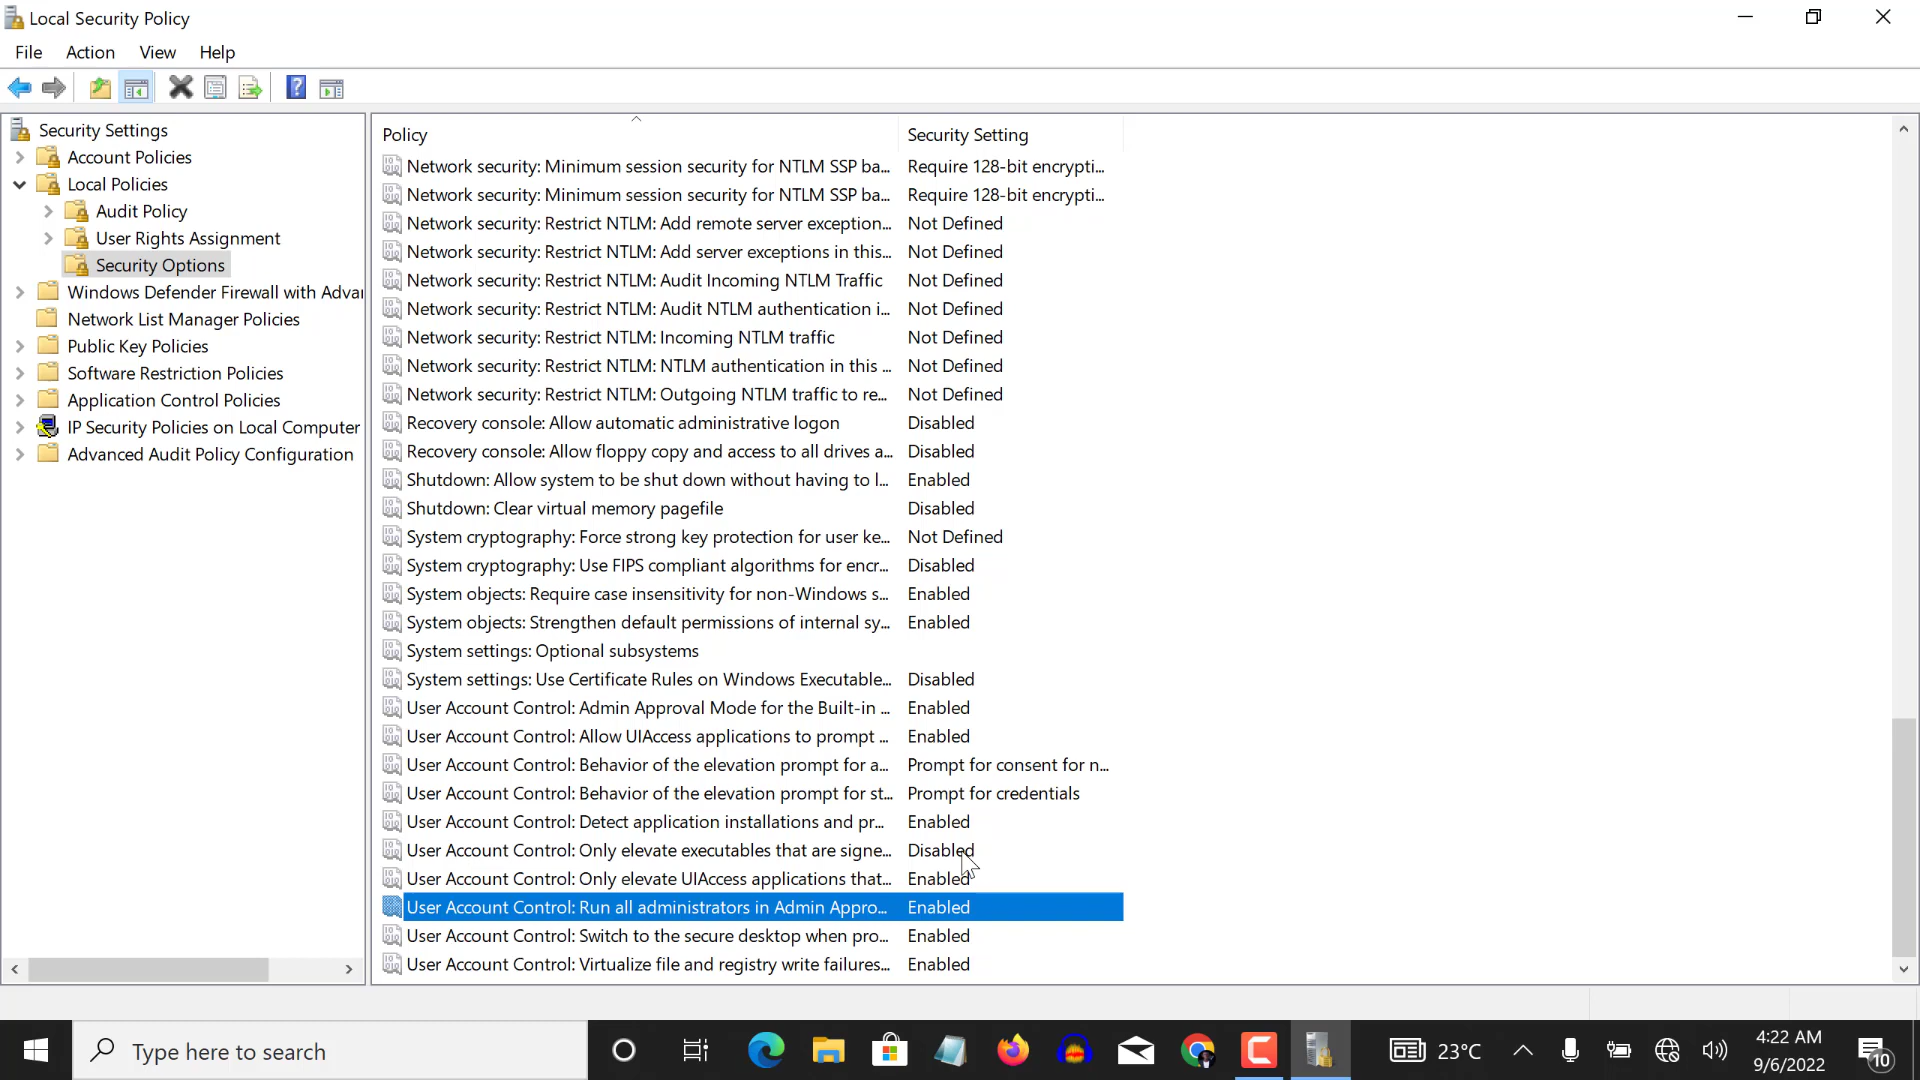 Local Security Policy
File Action View Help
Security Settings
Account Policies
Local Policies
Audit Policy
User Rights Assignment
Security Options
Windows Defender Firewall with Advan
Network List Manager Policies
Public Key Policies
Software Restriction Policies
Application Control Policies
IP Security Policies on Local Computer
Advanced Audit Policy Configuration
Policy Security Setting
Network security: Minimum session security for NTLM SSP ba... Require 128-bit encrypti...
Network security: Minimum session security for NTLM SSP ba... Require 128-bit encrypti...
Network security: Restrict NTLM: Add remote server exception... Not Defined
Network security: Restrict NTLM: Add server exceptions in this... Not Defined
Network security: Restrict NTLM: Audit Incoming NTLM Traffic Not Defined
Network security: Restrict NTLM: Audit NTLM authentication i... Not Defined
Network security: Restrict NTLM: Incoming NTLM traffic Not Defined
Network security: Restrict NTLM: NTLM authentication in this ... Not Defined
Network security: Restrict NTLM: Outgoing NTLM traffic to re... Not Defined
Recovery console: Allow automatic administrative logon Disabled
Recovery console: Allow floppy copy and access to all drives a... Disabled
Shutdown: Allow system to be shut down without having to l... Enabled
Shutdown: Clear virtual memory pagefile Disabled
System cryptography: Force strong key protection for user ke... Not Defined
System cryptography: Use FIPS compliant algorithms for encr... Disabled
System objects: Require case insensitivity for non-Windows s... Enabled
System objects: Strengthen default permissions of internal sy... Enabled
System settings: Optional subsystems
System settings: Use Certificate Rules on Windows Executable... Disabled
User Account Control: Admin Approval Mode for the Built-in ... Enabled
User Account Control: Allow UIAccess applications to prompt ... Enabled
User Account Control: Behavior of the elevation prompt for a... Prompt for consent for n...
User Account Control: Behavior of the elevation prompt for st... Prompt for credentials
User Account Control: Detect application installations and pr... Enabled
User Account Control: Only elevate executables that are signe... Disabled
User Account Control: Only elevate UIAccess applications that... Enabled
User Account Control: Run all administrators in Admin Appro... Enabled
User Account Control: Switch to the secure desktop when pro... Enabled
User Account Control: Virtualize file and registry write failures... Enabled
Type here to search
23°C
4:22 AM
9/6/2022
10